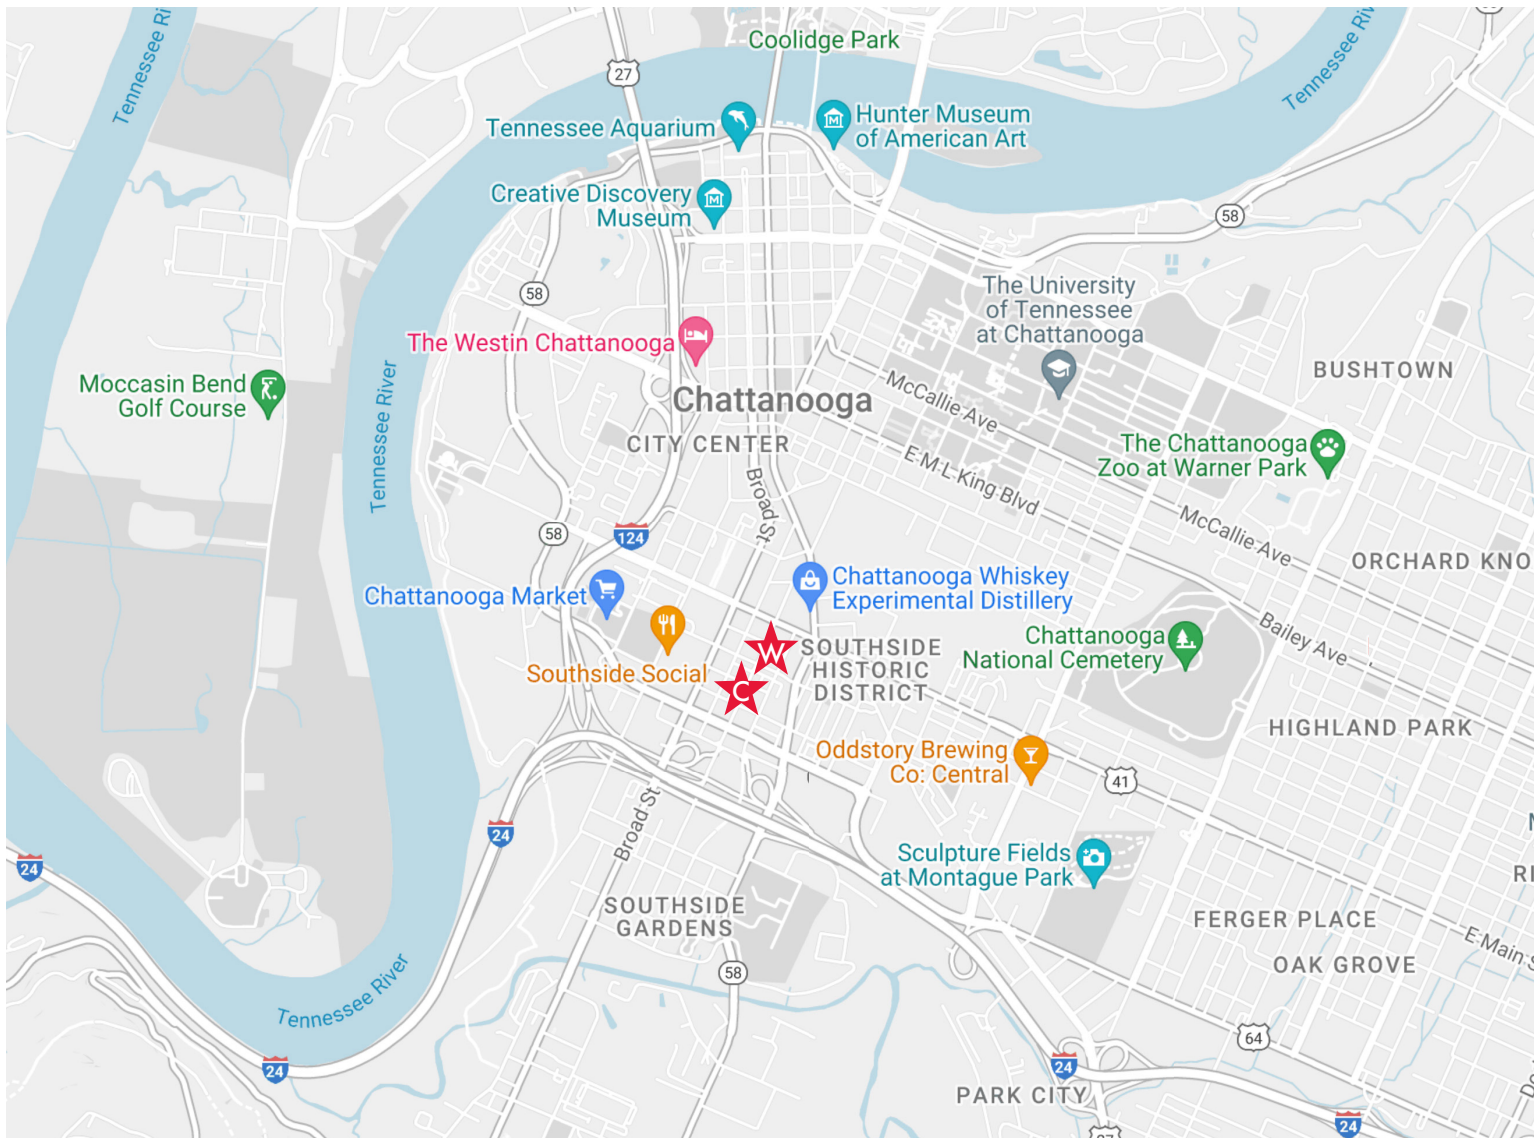 Tennessee Ri
27
Coolidge Park
Tennessee Riv
Tennessee Aquarium
Hunter Museum
of American Art
Creative Discovery
Museum
58
58
The University
of Tennessee
at Chattanooga
The Westin Chattanooga
Moccasin Bend
Golf Course
Tennessee River
Chattanooga
CITY CENTER
McCallie Ave
BUSHTOWN
The Chattanooga
Zoo at Warner Park
E M L King Blvd
Broad St
McCallie Ave
58
124
ORCHARD KNO
Chattanooga Market
Chattanooga Whiskey
Experimental Distillery
Southside Social
W
C
SOUTHSIDE
HISTORIC
DISTRICT
Chattanooga
National Cemetery
Bailey Ave
HIGHLAND PARK
Oddstory Brewing
Co: Central
41
Broad St
24
24
Sculpture Fields
at Montague Park
SOUTHSIDE
GARDENS
FERGER PLACE
E Main S
OAK GROVE
58
Tennessee River
24
64
24
PARK CITY
24